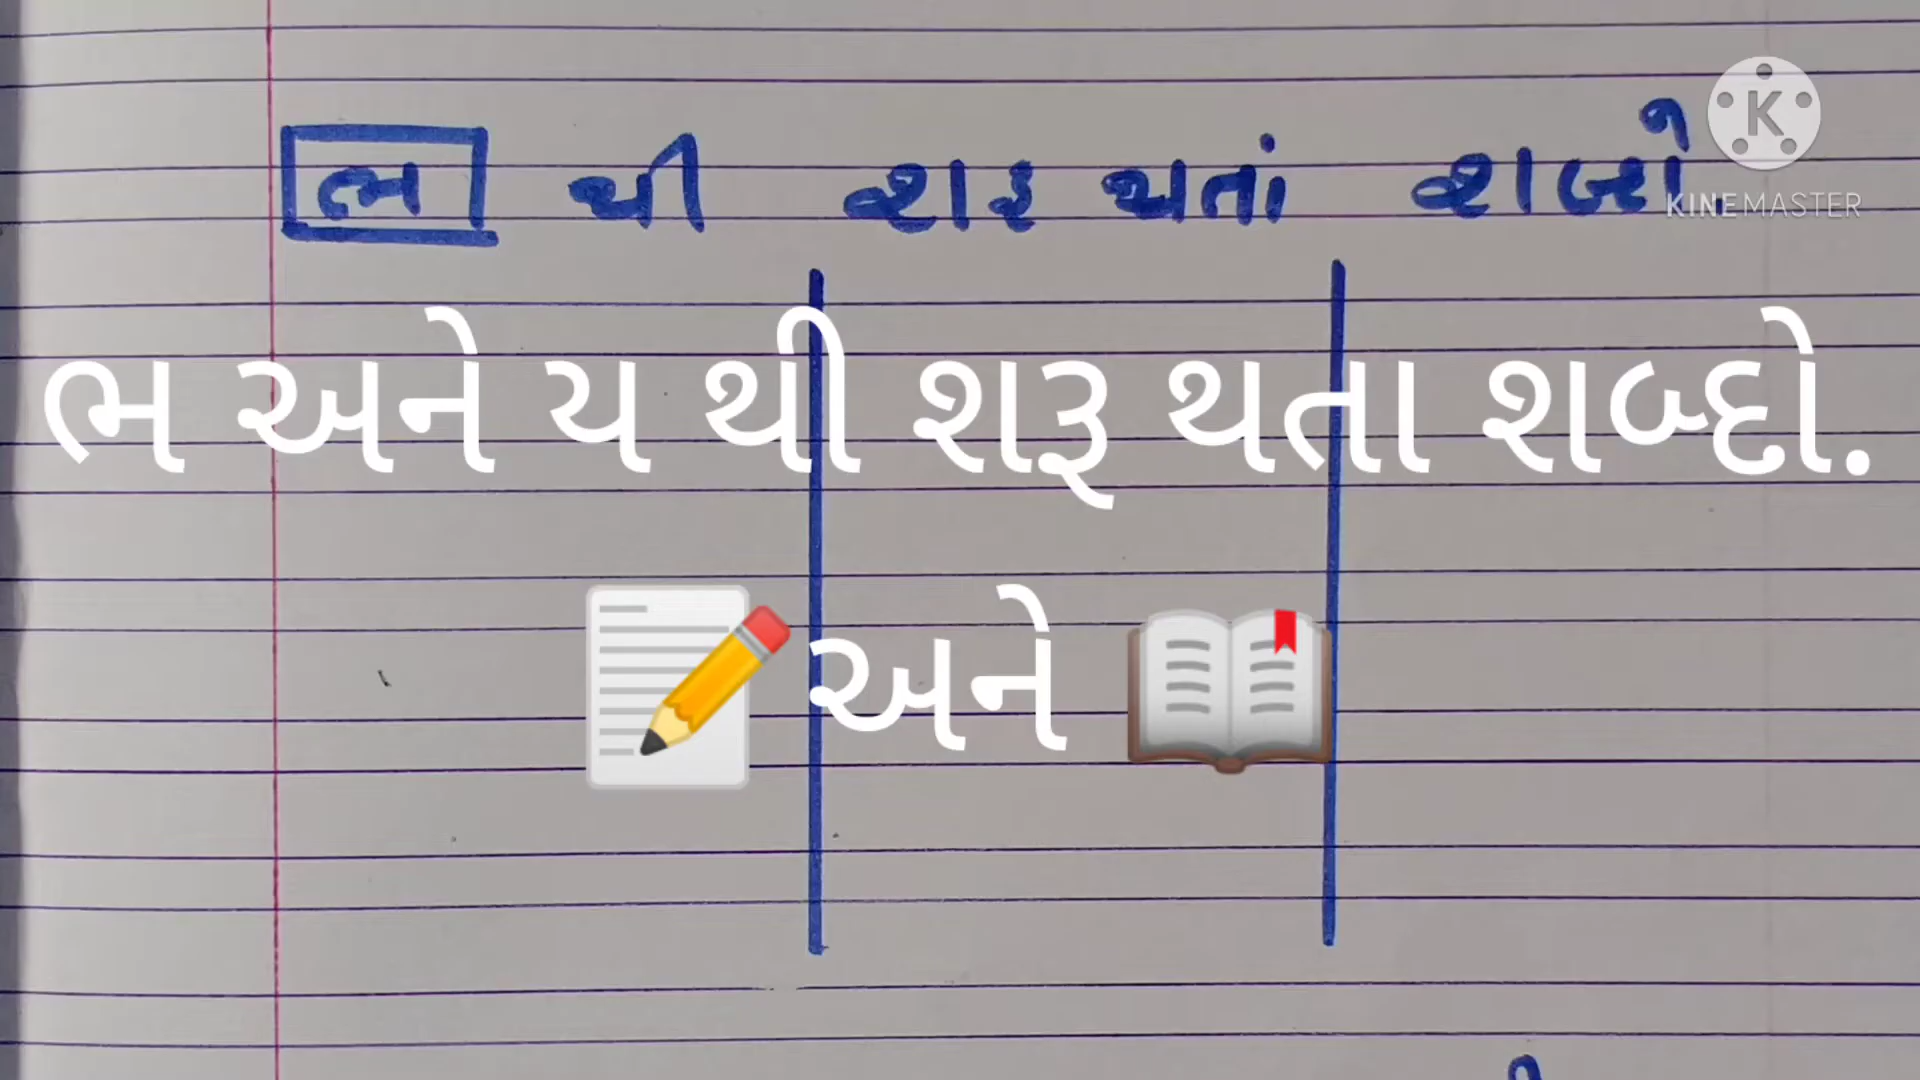 ભ થી શરૂ થતાં શબ્દો
KINEMASTER
ભ અને ય થી શરૂ થતા શબ્દો.
અને